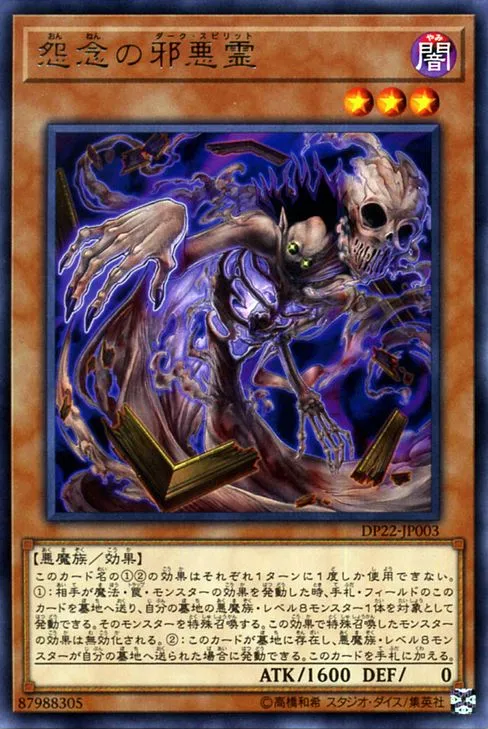 怨念の邪悪霊
おん ねん ダーク・スピリット
闇
やみ
DP22-JP003
【悪魔族／効果】
このカード名の①②の効果はそれぞれ１ターンに１度しか使用できない。
①：相手が魔法・罠・モンスターの効果を発動した時、手札・フィールドのこの
カードを墓地へ送り、自分の墓地の悪魔族・レベル８モンスター１体を対象として
発動できる。そのモンスターを特殊召喚する。この効果で特殊召喚したモンスター
の効果は無効化される。②：このカードが墓地に存在し、悪魔族・レベル８モン
スターが自分の墓地へ送られた場合に発動できる。このカードを手札に加える。
ATK/1600 DEF/ 0
87988305
©高橋和希 スタジオ・ダイス/集英社